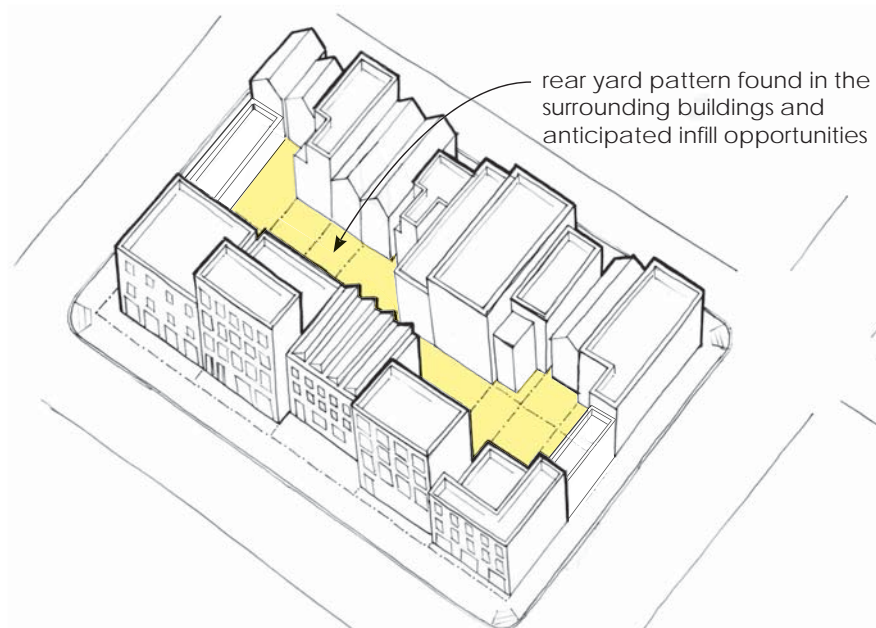 rear yard pattern found in the
surrounding buildings and
anticipated infill opportunities